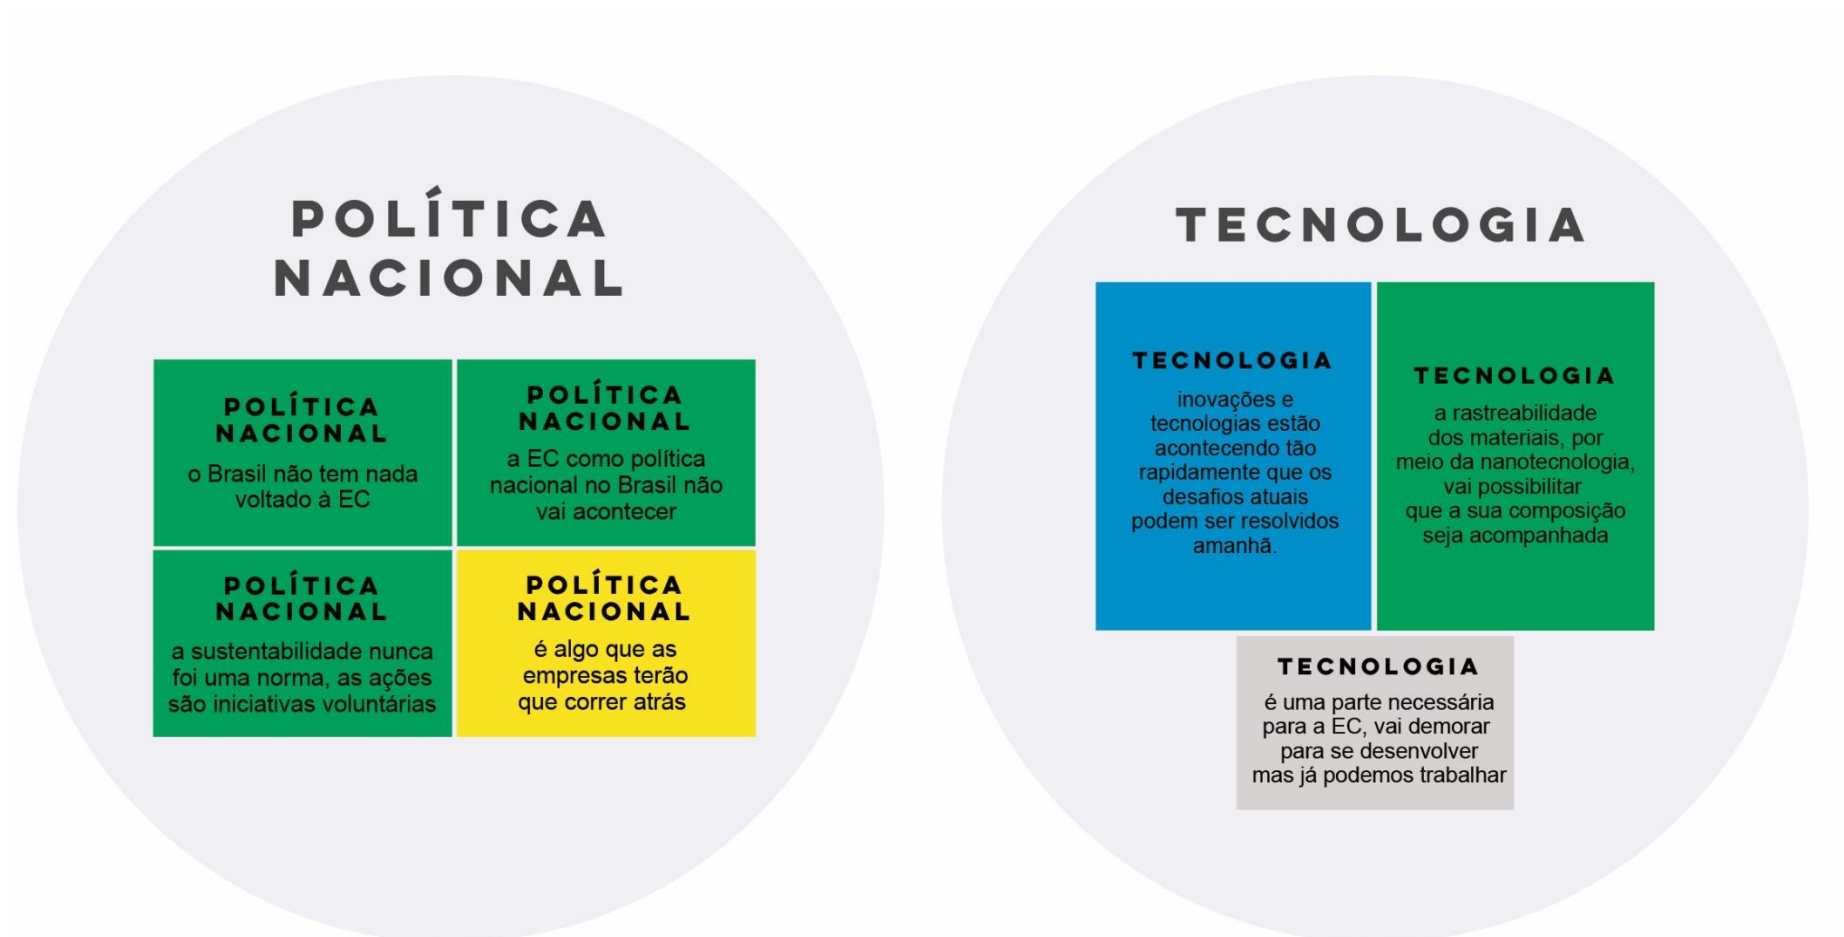 POLÍTICA
NACIONAL
POLÍTICA
NACIONAL
o Brasil não tem nada
voltado à EC
POLÍTICA
NACIONAL
a EC como política
nacional no Brasil não
vai acontecer
POLÍTICA
NACIONAL
a sustentabilidade nunca
foi uma norma, as ações
são iniciativas voluntárias
POLÍTICA
NACIONAL
é algo que as
empresas terão
que correr atrás
TECNOLOGIA
TECNOLOGIA
inovações e
tecnologias estão
acontecendo tão
rapidamente que os
desafios atuais
podem ser resolvidos
amanhã.
TECNOLOGIA
a rastreabilidade
dos materiais, por
meio da nanotecnologia,
vai possibilitar
que a sua composição
seja acompanhada
TECNOLOGIA
é uma parte necessária
para a EC, vai demorar
para se desenvolver
mas já podemos trabalhar